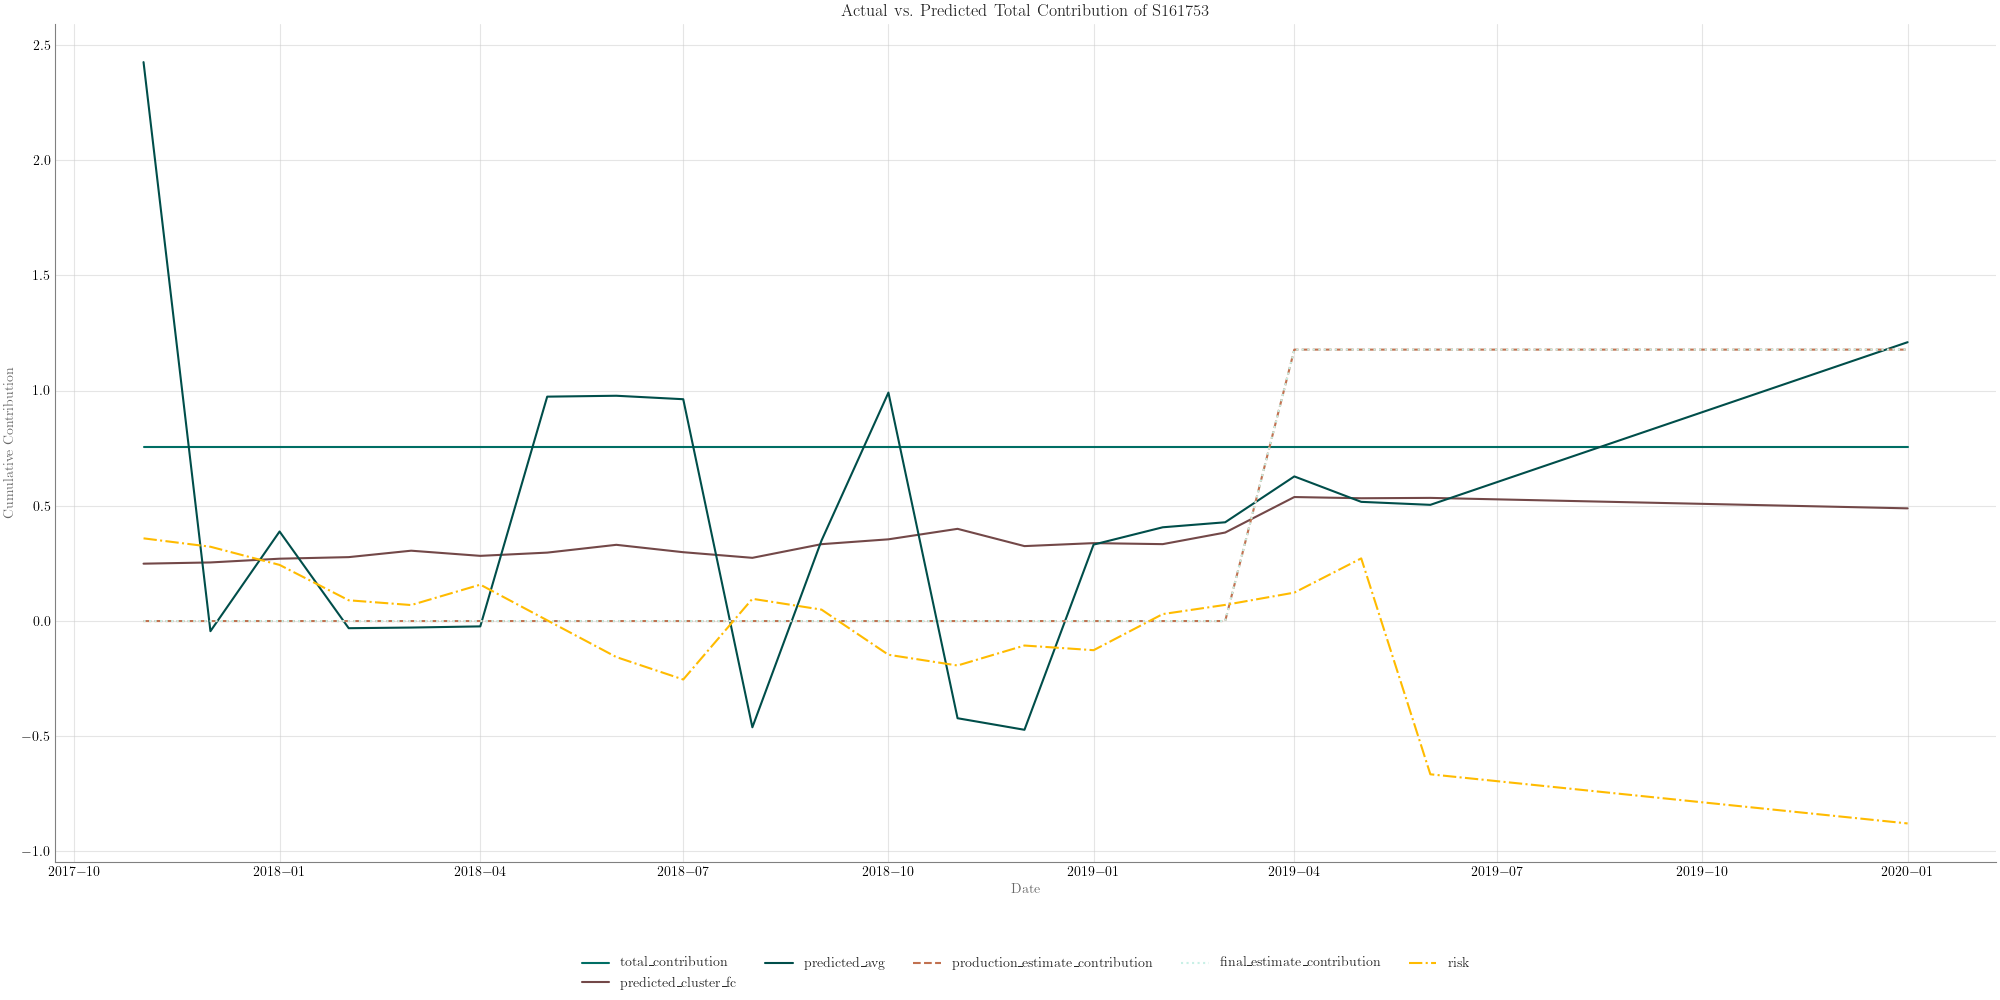 Actual vs. Predicted Total Contribution of S161753
Cumulative Contribution
2.5
2.0
1.5
1.0
0.5
0.0
−0.5
−1.0
2017−10
2018−01
2018−04
2018−07
2018−10
2019−01
2019−04
2019−07
2019−10
2020−01
Date
total_contribution
predicted_avg
production_estimate_contribution
final_estimate_contribution
risk
predicted_cluster_fc